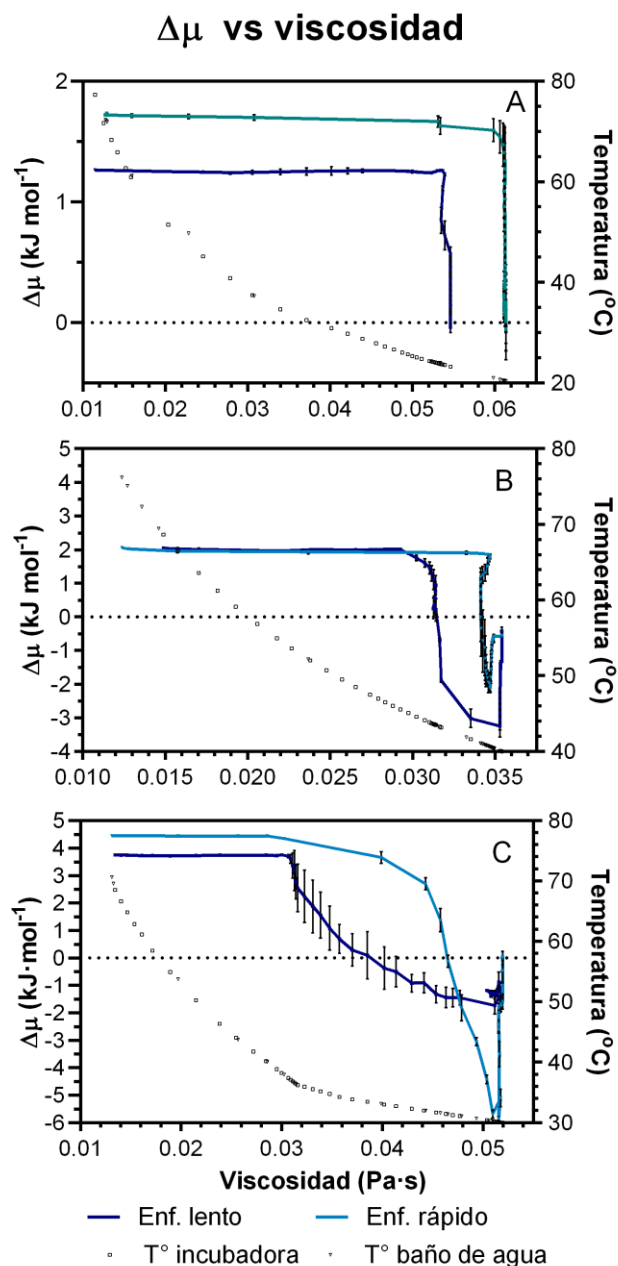 Δμ vs viscosidad
A
2
1
0
Δμ (kJ mol⁻¹)
80
70
60
50
40
30
20
Temperatura (°C)
0.01 0.02 0.03 0.04 0.05 0.06
B
5
4
3
2
1
0
-1
-2
-3
-4
Δμ (kJ mol⁻¹)
80
70
60
50
40
Temperatura (°C)
0.010 0.015 0.020 0.025 0.030 0.035
C
5
4
3
2
1
0
-1
-2
-3
-4
-5
-6
Δμ (kJ·mol⁻¹)
80
70
60
50
40
30
Temperatura (°C)
0.01 0.02 0.03 0.04 0.05
Viscosidad (Pa·s)
Enf. lento Enf. rápido
T° incubadora T° baño de agua